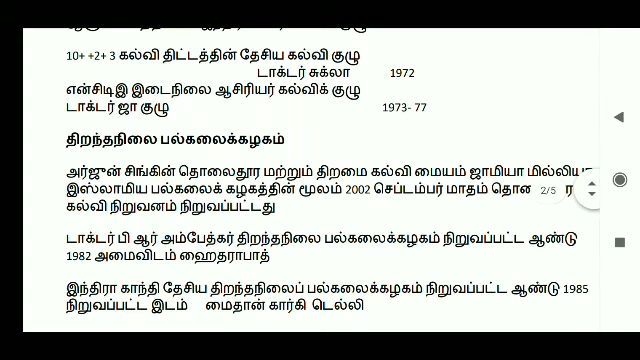 10+ +2+ 3 கல்வி திட்டத்தின் தேசிய கல்வி குழு
டாக்டர் சுக்லா 1972
என்சிடிஇ இடைநிலை ஆசிரியர் கல்விக் குழு
டாக்டர் ஜா குழு 1973- 77
திறந்தநிலை பல்கலைக்கழகம்
அர்ஜுன் சிங்கின் தொலைதூர மற்றும் திறமை கல்வி மையம் ஜாமியா மில்லியா
இஸ்லாமிய பல்கலைக் கழகத்தின் மூலம் 2002 செப்டம்பர் மாதம் 2/5
கல்வி நிறுவனம் நிறுவப்பட்டது
டாக்டர் பி ஆர் அம்பேத்கர் திறந்தநிலை பல்கலைக்கழகம் நிறுவப்பட்ட ஆண்டு
1982 அமைவிடம் ஹைதராபாத்
இந்திரா காந்தி தேசிய திறந்தநிலைப் பல்கலைக்கழகம் நிறுவப்பட்ட ஆண்டு 1985
நிறுவப்பட்ட இடம் மைதான் கார்கி டெல்லி